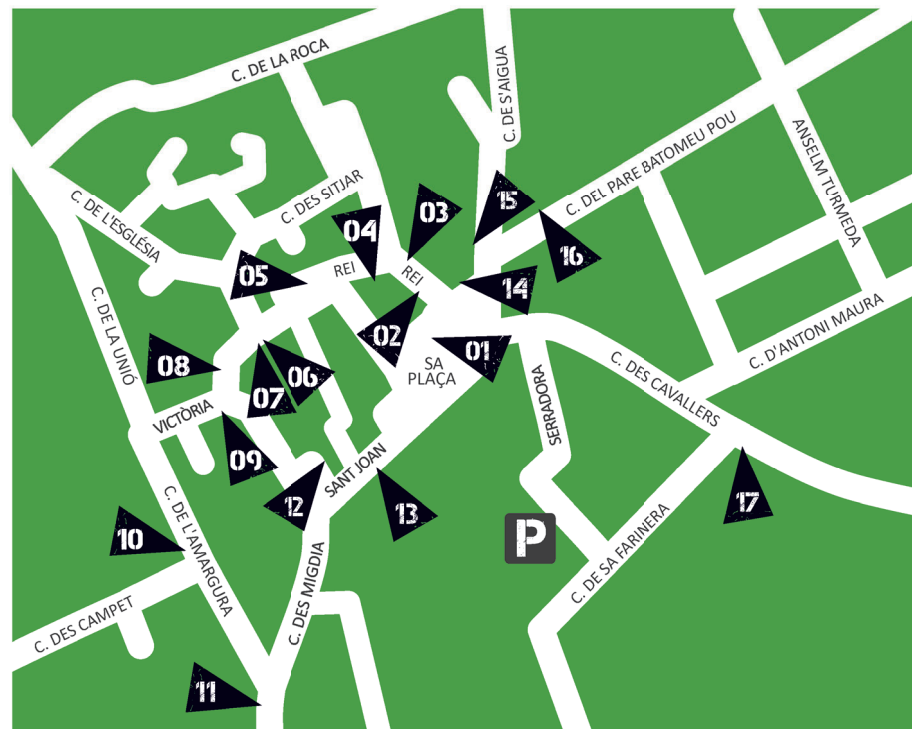 C. DE LA ROCA
C. DE S'AIGUA
C. DEL PARE BATOMEU POU
ANSELM TURMEDA
C. DE L'ESGLÉSIA
C. DES SITJAR
15
03
04
16
05
REI
REI
14
C. DE LA UNIÓ
02
01
C. D'ANTONI MAURA
08
06
07
SA
PLAÇA
C. DES CAVALLERS
SERRADORA
VICTÒRIA
09
SANT JOAN
12
13
17
10
P
C. DE L'AMARGURA
C. DES MIGDIA
C. DE SA FARINERA
C. DES CAMPET
11